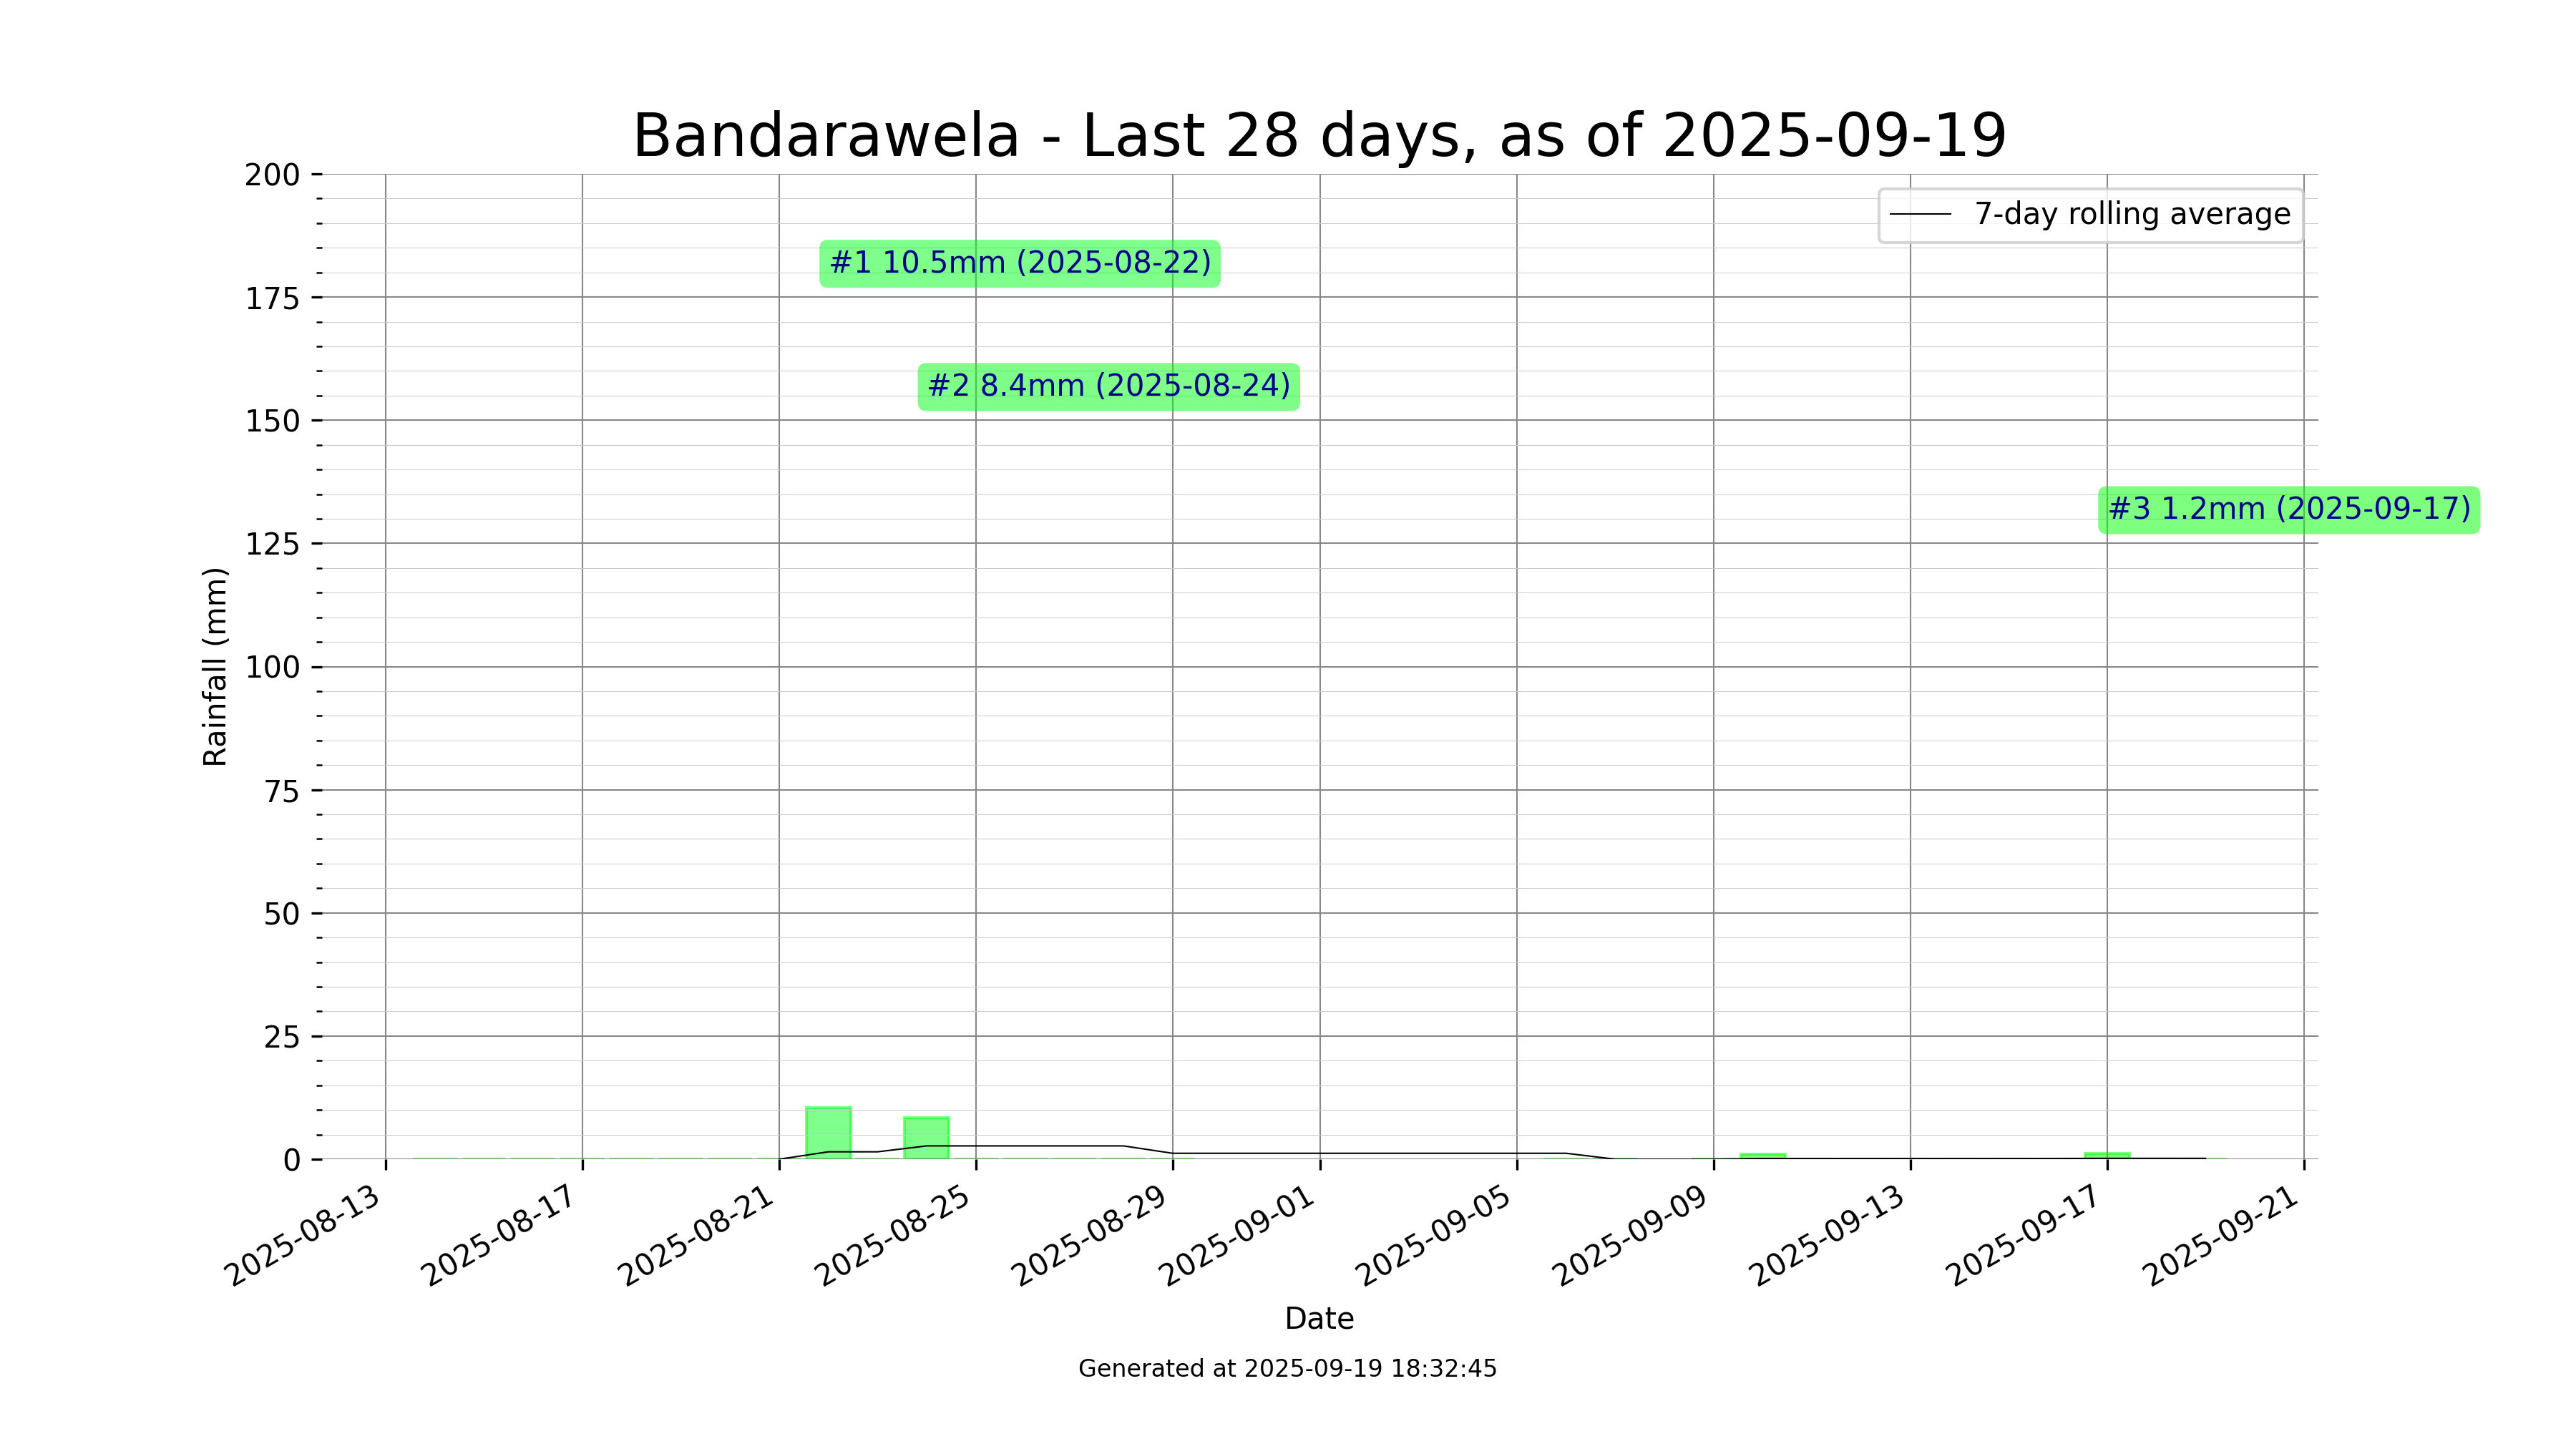 Bandarawela - Last 28 days, as of 2025-09-19
200
175
150
125
100
75
50
25
0
Rainfall (mm)
7-day rolling average
#1 10.5mm (2025-08-22)
#2 8.4mm (2025-08-24)
#3 1.2mm (2025-09-17)
2025-08-13
2025-08-17
2025-08-21
2025-08-25
2025-08-29
2025-09-01
2025-09-05
2025-09-09
2025-09-13
2025-09-17
2025-09-21
Date
Generated at 2025-09-19 18:32:45